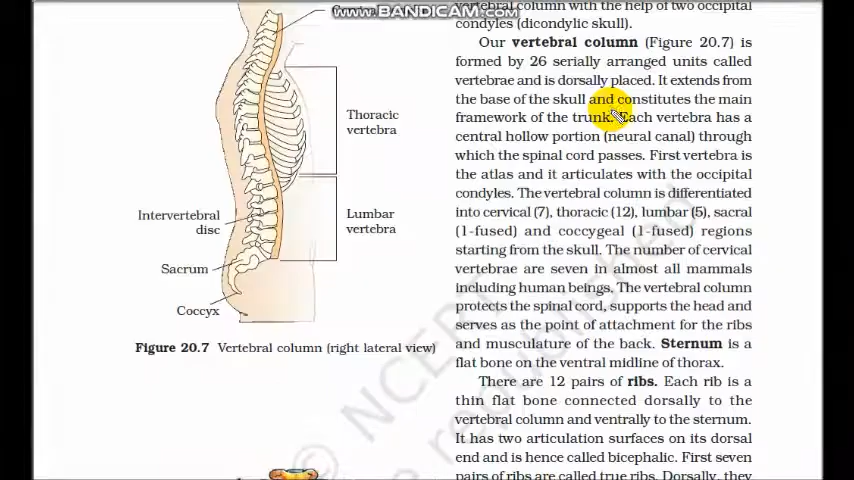 www.BANDICAM.com
vertebral column with the help of two occipital
condyles (dicondylic skull).
Our vertebral column (Figure 20.7) is
formed by 26 serially arranged units called
vertebrae and is dorsally placed. It extends from
the base of the skull and constitutes the main
framework of the trunk. Each vertebra has a
central hollow portion (neural canal) through
which the spinal cord passes. First vertebra is
the atlas and it articulates with the occipital
condyles. The vertebral column is differentiated
into cervical (7), thoracic (12), lumbar (5), sacral
(1-fused) and coccygeal (1-fused) regions
starting from the skull. The number of cervical
vertebrae are seven in almost all mammals
including human beings. The vertebral column
protects the spinal cord, supports the head and
serves as the point of attachment for the ribs
and musculature of the back. Sternum is a
flat bone on the ventral midline of thorax.
There are 12 pairs of ribs. Each rib is a
thin flat bone connected dorsally to the
vertebral column and ventrally to the sternum.
It has two articulation surfaces on its dorsal
end and is hence called bicephalic. First seven
pairs of ribs are called true ribs. Dorsally, they
Thoracic
vertebra
Lumbar
vertebra
Intervertebral
disc
Sacrum
Coccyx
Figure 20.7 Vertebral column (right lateral view)
© NCERT
republished